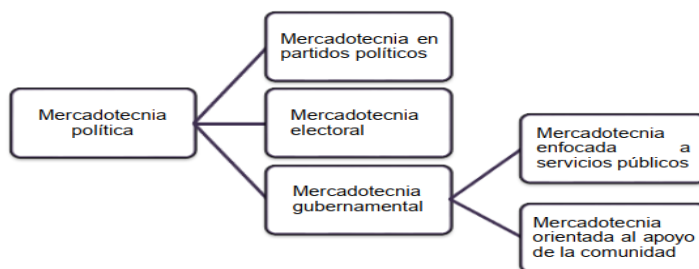 Mercadotecnia
política
Mercadotecnia en
partidos políticos
Mercadotecnia
electoral
Mercadotecnia
gubernamental
Mercadotecnia
enfocada a
servicios públicos
Mercadotecnia
orientada al apoyo
de la comunidad